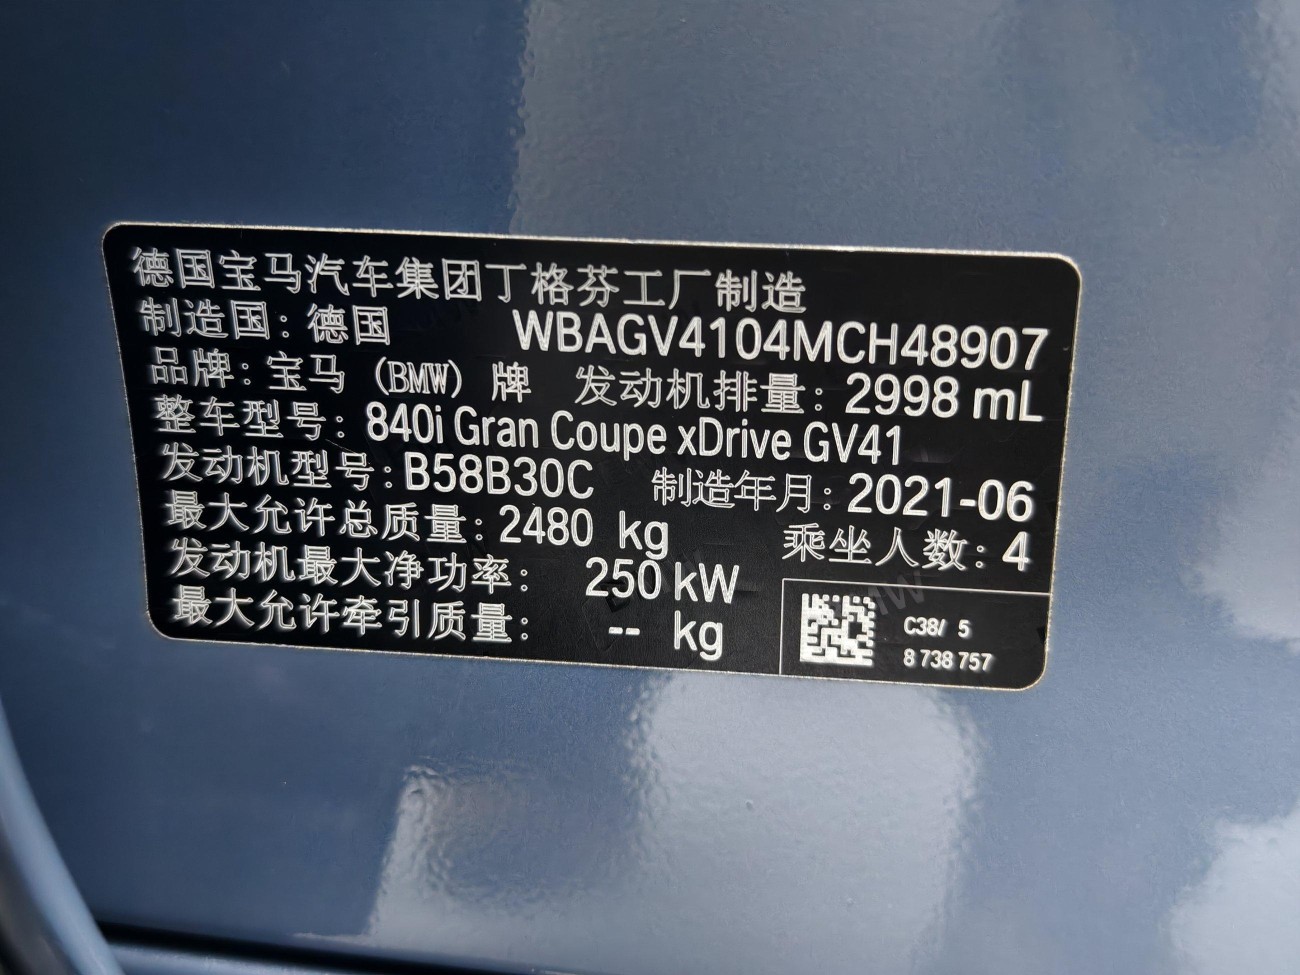 德国宝马汽车集团丁格芬工厂制造
制造国：德国 WBAGV4104MCH48907
品牌：宝马（BMW）牌 发动机排量：2998 mL
整车型号：840i Gran Coupe xDrive GV41
发动机型号：B58B30C 制造年月：2021-06
最大允许总质量：2480 kg 乘坐人数：4
发动机最大净功率： 250 kW
最大允许牵引质量： -- kg
C38/ 5
8 738 757